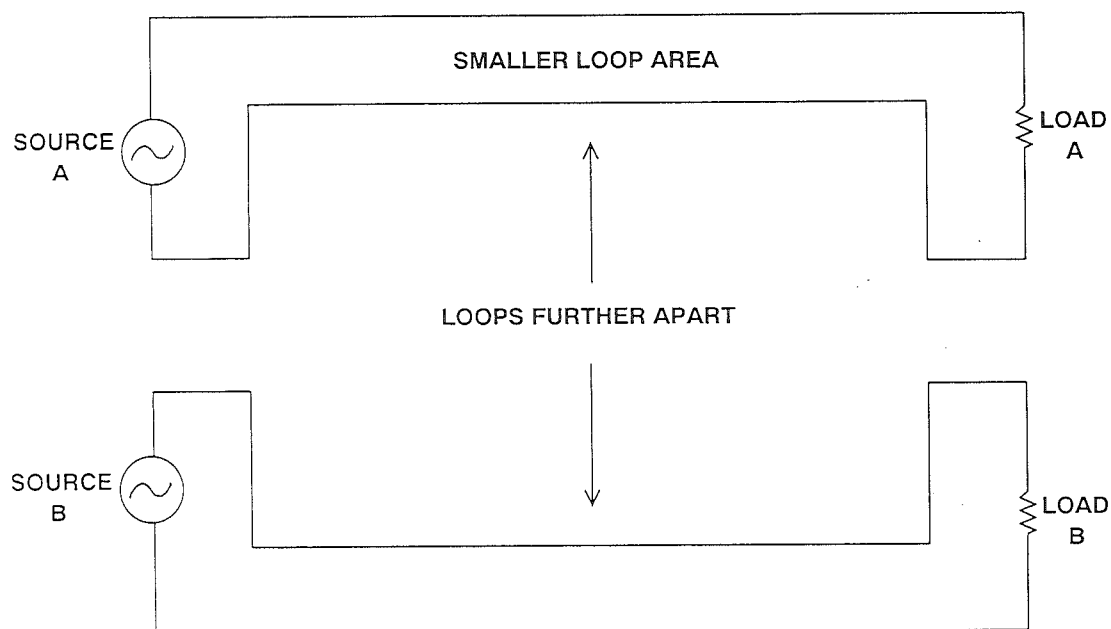 SMALLER LOOP AREA
SOURCE
A
LOAD
A
LOOPS FURTHER APART
SOURCE
B
LOAD
B